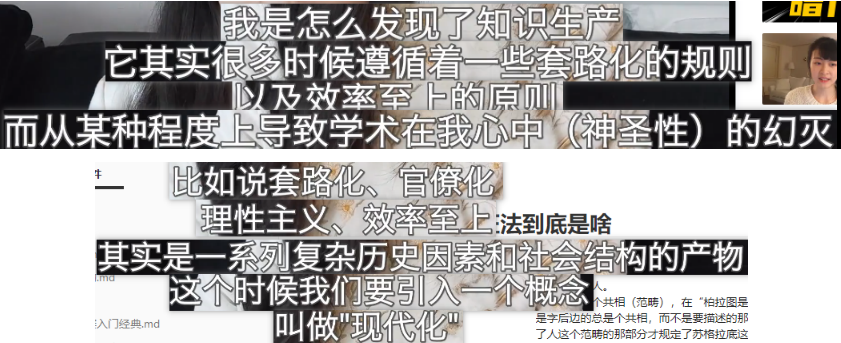 我是怎么发现了知识生产
它其实很多时候遵循着一些套路化的规则
以及效率至上的原则
而从某种程度上导致学术在我心中（神圣性）的幻灭
件
比如说套路化、官僚化
理性主义、效率至上
法到底是啥
其实是一系列复杂历史因素和社会结构的产物
.md
人。
这个时候我们要引入一个概念
个共相（范畴），在“柏拉图是
是字后边的总是个共相，而不是要描述的那
入门经典.md
叫做"现代化"
了人这个范畴的那部分才规定了苏格拉底这